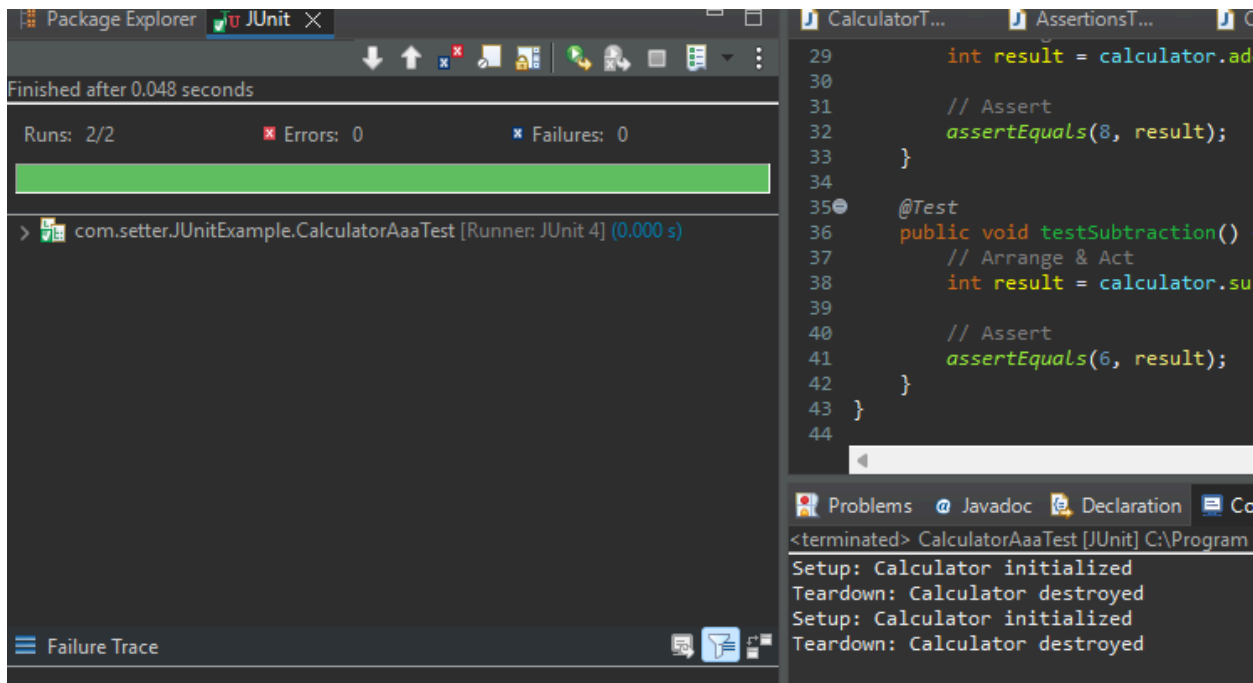 Package Explorer JUnit
Finished after 0.048 seconds
Runs: 2/2 Errors: 0 Failures: 0
com.setter.JUnitExample.CalculatorAaaTest [Runner: JUnit 4] (0.000 s)
Failure Trace
CalculatorT... AssertionsT...
29 int result = calculator.ad
30
31 // Assert
32 assertEquals(8, result);
33 }
34
35 @Test
36 public void testSubtraction()
37 // Arrange & Act
38 int result = calculator.su
39
40 // Assert
41 assertEquals(6, result);
42 }
43 }
44
Problems @ Javadoc Declaration Co
<terminated> CalculatorAaaTest [JUnit] C:\Program
Setup: Calculator initialized
Teardown: Calculator destroyed
Setup: Calculator initialized
Teardown: Calculator destroyed